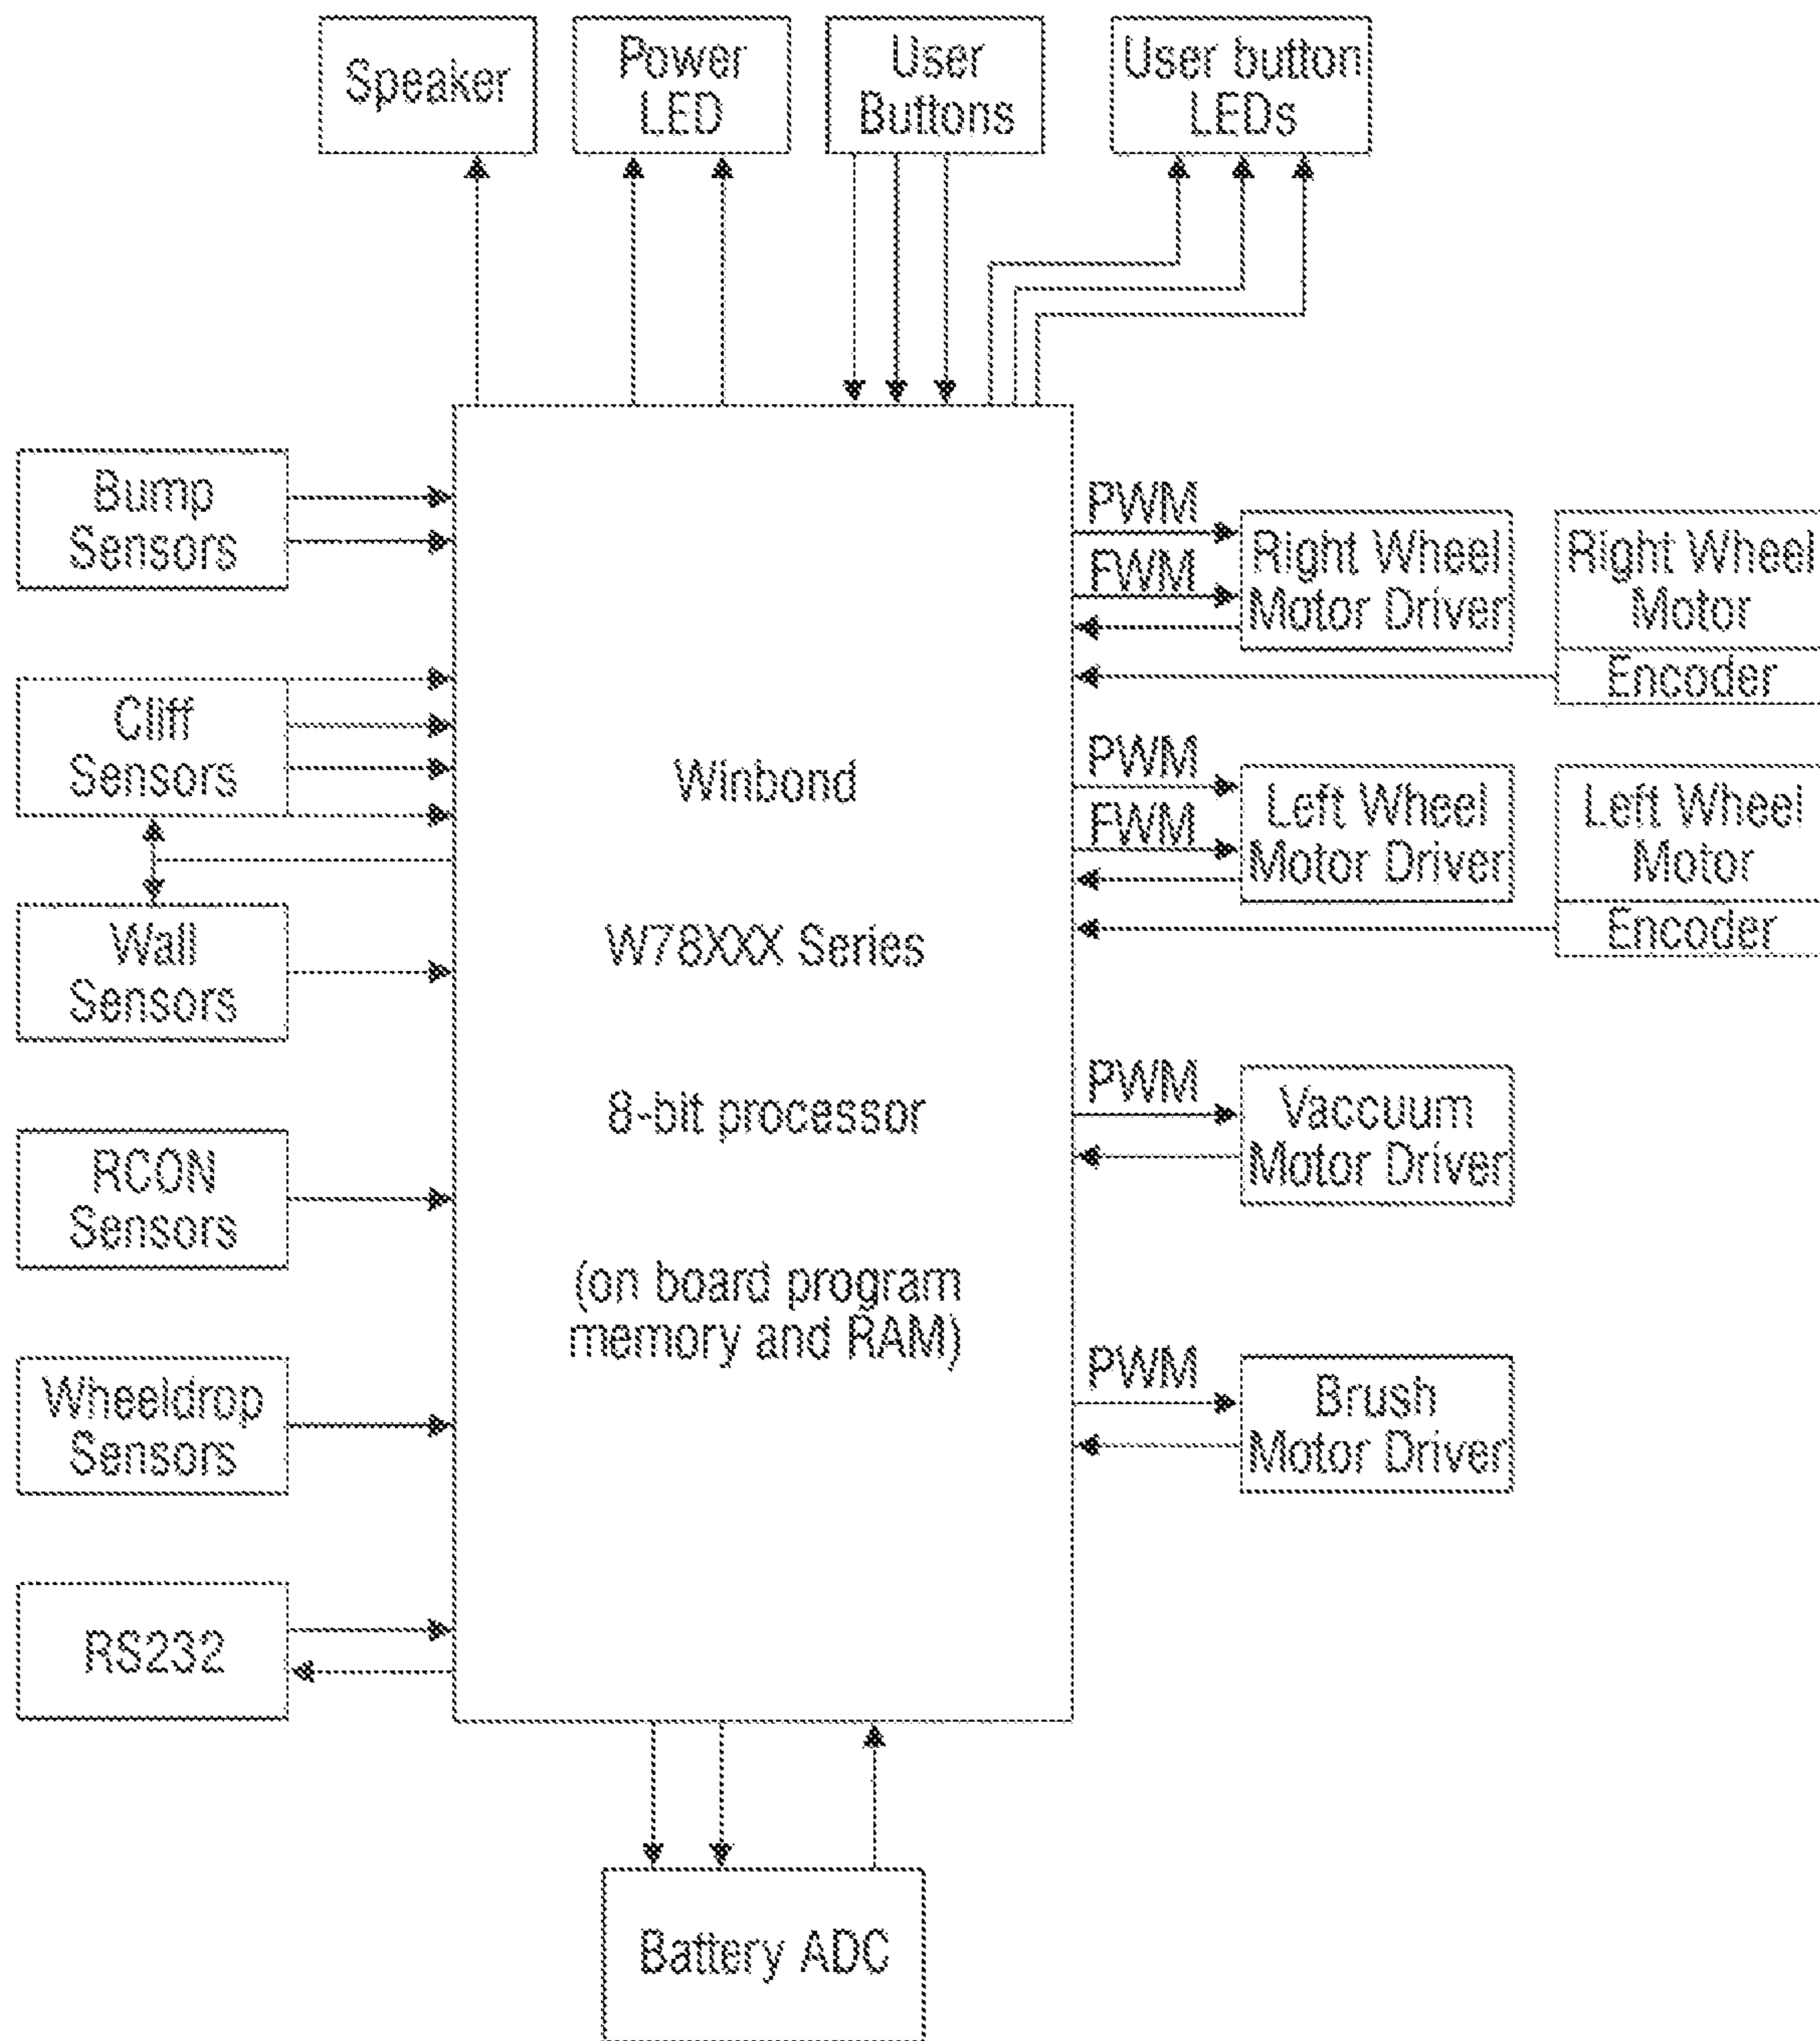 Speaker
Power
LED
User
Buttons
User button
LEDs
Bump
Sensors
Cliff
Sensors
Wall
Sensors
RCON
Sensors
Wheeldrop
Sensors
RS232
Winbond
W78XXX Series
8-bit processor
(on board program
memory and RAM)
PWM
FWM
Right Wheel
Motor Driver
Right Wheel
Motor
Encoder
PWM
FWM
Left Wheel
Motor Driver
Left Wheel
Motor
Encoder
PWM
Vaccuum
Motor Driver
PWM
Brush
Motor Driver
Battery ADC